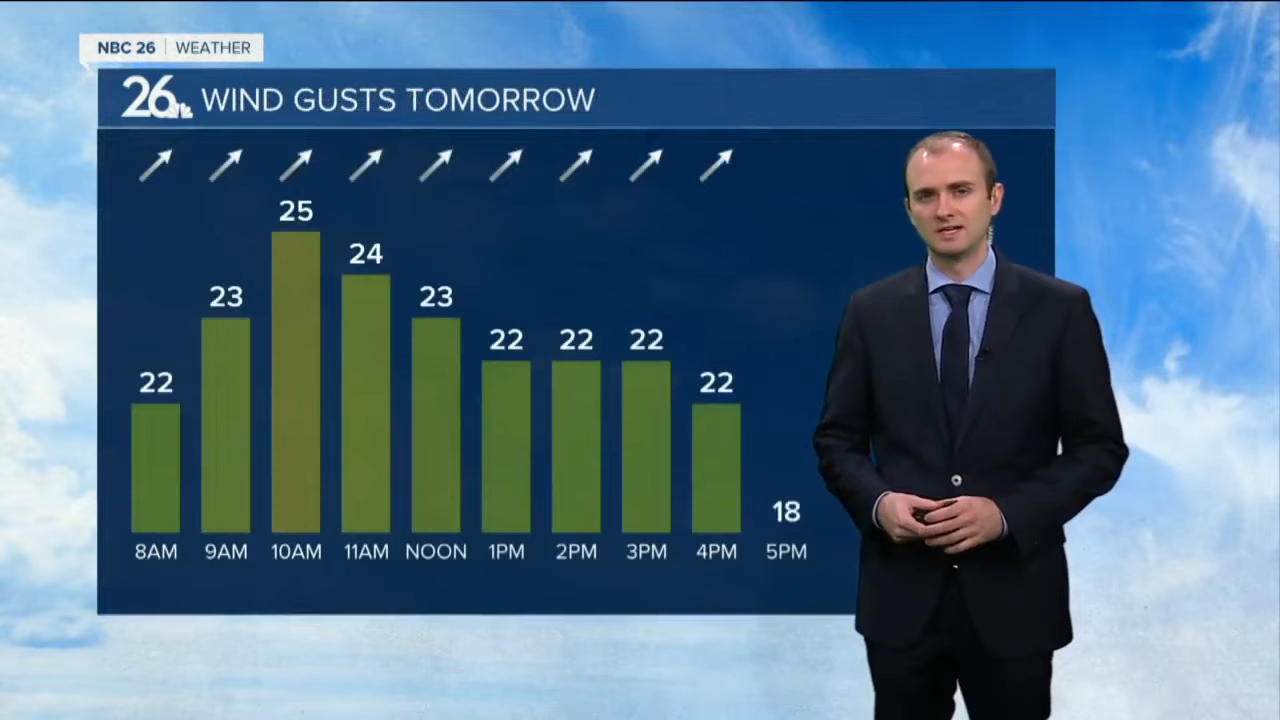 NBC 26 | WEATHER
26 WIND GUSTS TOMORROW
22 23 25 24 23 22 22 22 22 18
8AM 9AM 10AM 11AM NOON 1PM 2PM 3PM 4PM 5PM